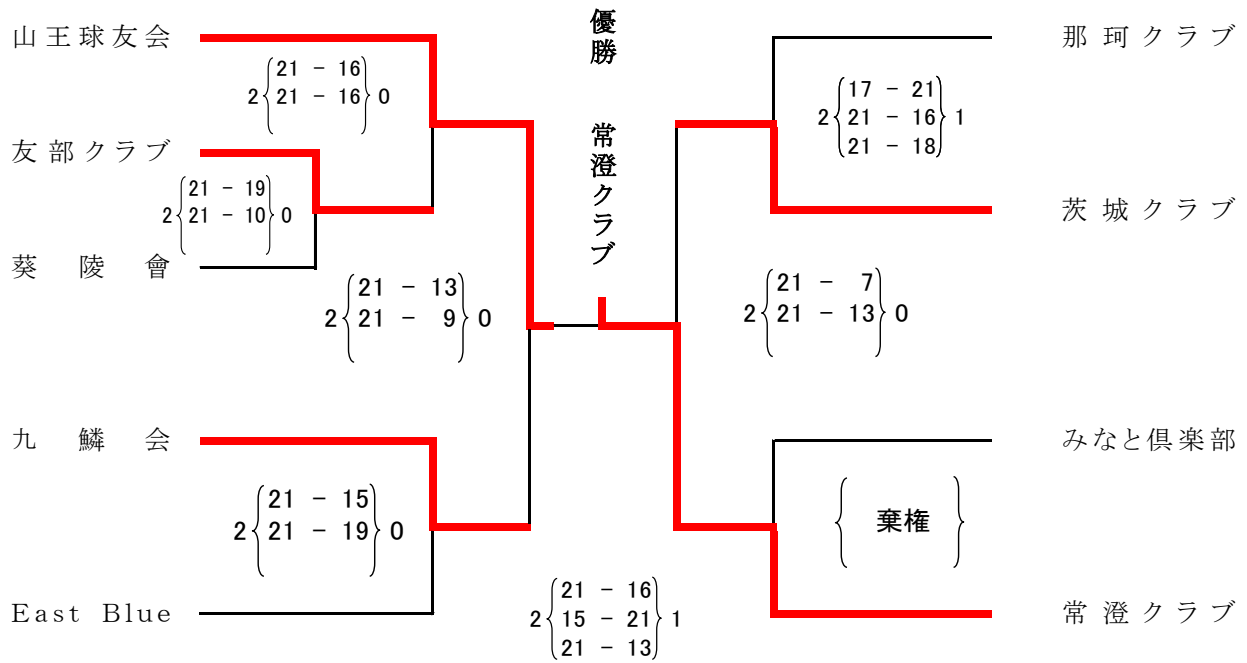 山王球友会
2 21 － 16 0
21 － 16
友部クラブ
2 21 － 19 0
21 － 10
葵陵會
2 21 － 13 0
21 － 9
九鱗会
2 21 － 15 0
21 － 19
East Blue
優勝　常澄クラブ
2 21 － 16 1
15 － 21
21 － 13
那珂クラブ
2 17 － 21 1
21 － 16
21 － 18
茨城クラブ
2 21 － 7 0
21 － 13
みなと倶楽部
棄権
常澄クラブ